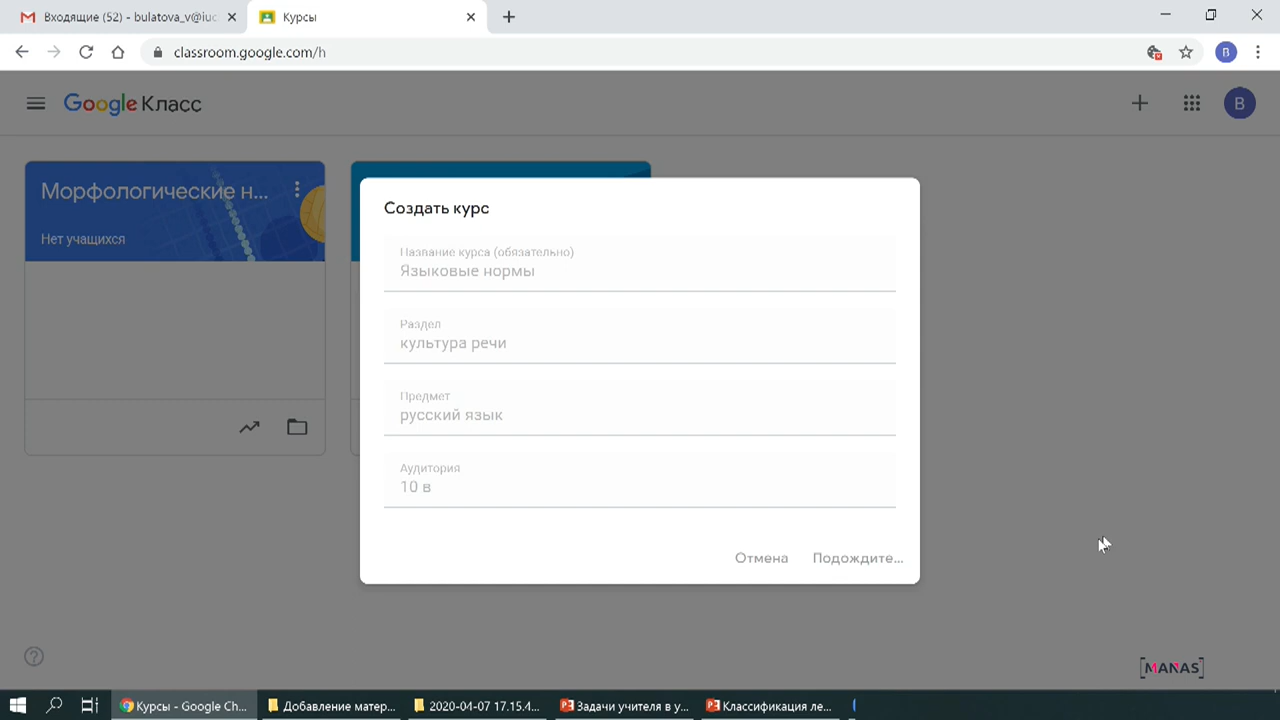 Входящие (52) - bulatova_v@iuc
Курсы
classroom.google.com/h
B
Google Класс
B
Морфологические н...
Нет учащихся
Создать курс
Название курса (обязательно)
Языковые нормы
Раздел
культура речи
Предмет
русский язык
Аудитория
10 в
Отмена
Подождите...
[MANAS]
Курсы - Google Ch...
Добавление матер...
2020-04-07 17.15.4...
Задачи учителя в у...
Классификация ле...